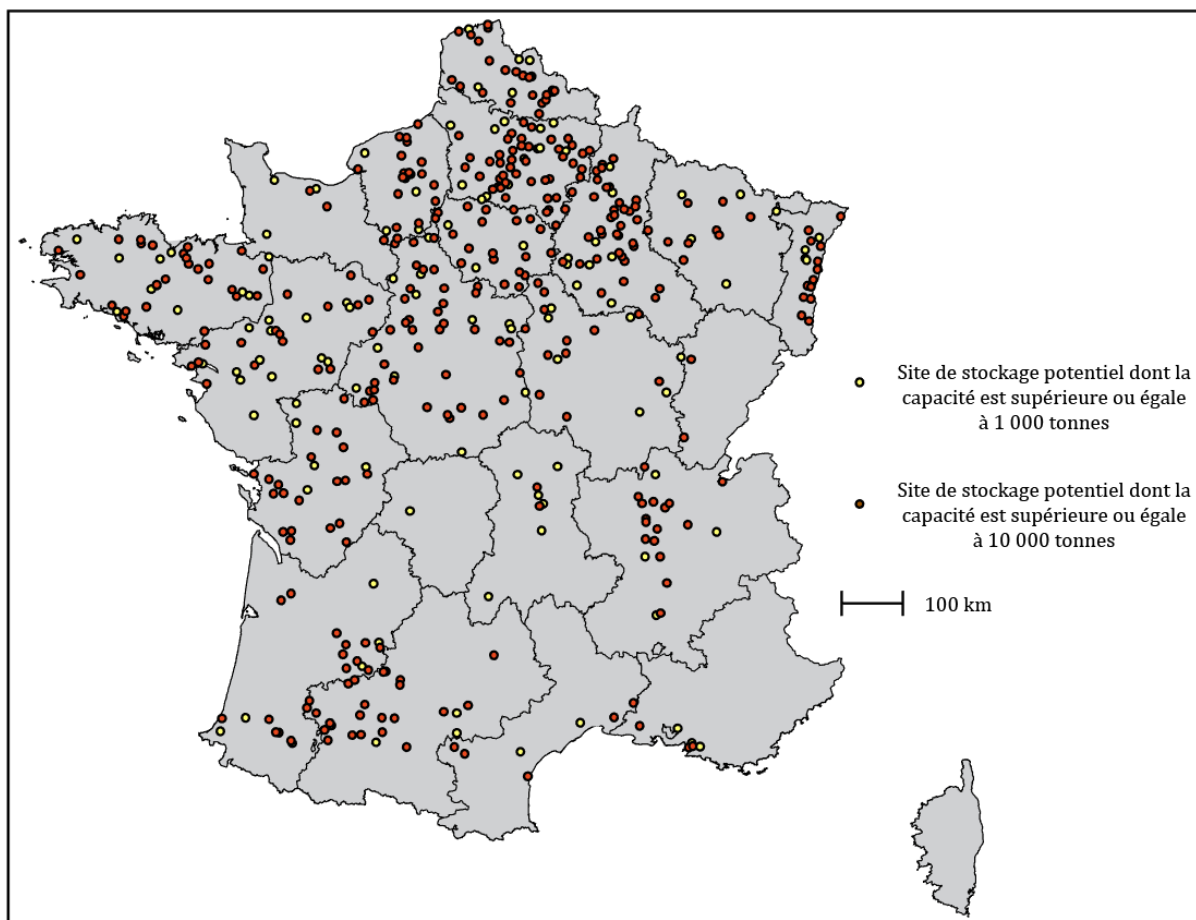 Site de stockage potentiel dont la
capacité est supérieure ou égale
à 1 000 tonnes
Site de stockage potentiel dont la
capacité est supérieure ou égale
à 10 000 tonnes
100 km